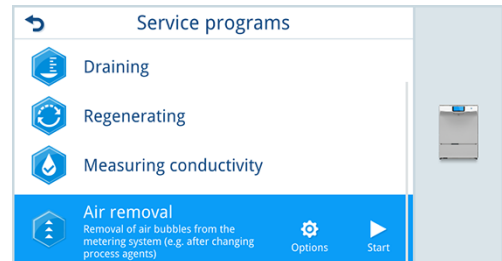 Service programs
Draining
Regenerating
Measuring conductivity
Air removal
Removal of air bubbles from the
metering system (e.g. after changing
process agents)
Options
Start